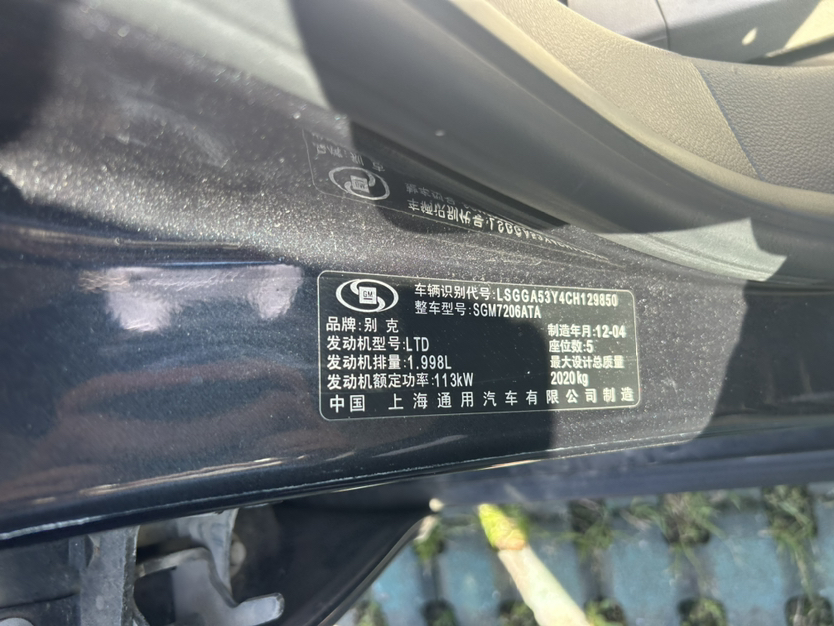 GM
车辆识别代号:LSGGA53Y4CH129850
整车型号:SGM7206ATA
品牌:别 克
制造年月:12-04
发动机型号:LTD
座位数:5
发动机排量:1.998L
最大设计总质量
发动机额定功率:113kW
2020kg
中国 上海通用汽车有限公司制造